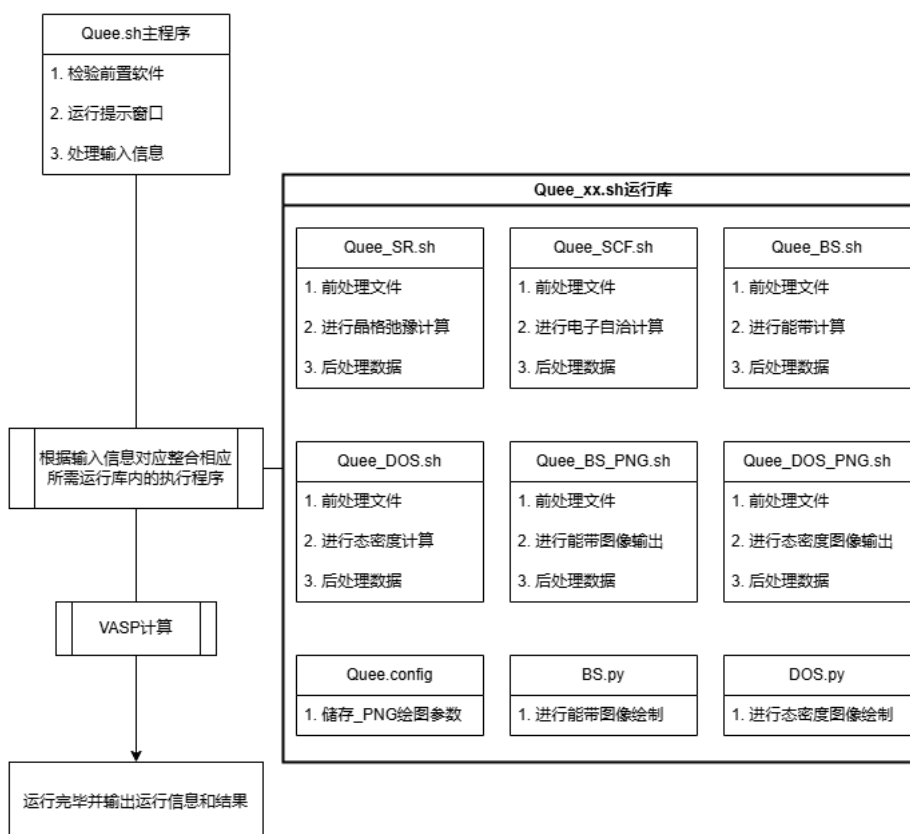 Quee.sh主程序
1. 检验前置软件
2. 运行提示窗口
3. 处理输入信息
Quee_xx.sh运行库
Quee_SR.sh
1. 前处理文件
2. 进行晶格弛豫计算
3. 后处理数据
Quee_SCF.sh
1. 前处理文件
2. 进行电子自洽计算
3. 后处理数据
Quee_BS.sh
1. 前处理文件
2. 进行能带计算
3. 后处理数据
根据输入信息对应整合相应
所需运行库内的执行程序
Quee_DOS.sh
1. 前处理文件
2. 进行态密度计算
3. 后处理数据
Quee_BS_PNG.sh
1. 前处理文件
2. 进行能带图像输出
3. 后处理数据
Quee_DOS_PNG.sh
1. 前处理文件
2. 进行态密度图像输出
3. 后处理数据
VASP计算
Quee.config
1. 储存_PNG绘图参数
BS.py
1. 进行能带图像绘制
DOS.py
1. 进行态密度图像绘制
运行完毕并输出运行信息和结果